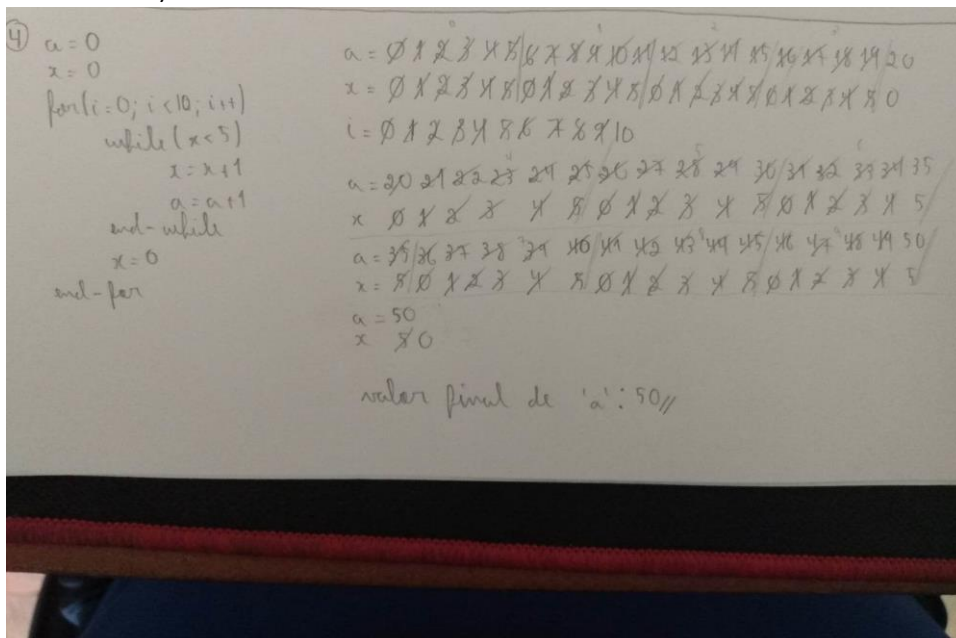 4
a = 0
x = 0
for(i=0; i<10; i++)
while (x<5)
x = x+1
a = a+1
end-while
x = 0
end-for
a = 0 1 2 3 4 5/6 7 8 9 10/11 12 13 14 15/16 17 18 19/20
x = 0 1 2 3 4 5/0 1 2 3 4 5/0 1 2 3 4 5/0 1 2 3 4 5 0
i = 0 1 2 3 4 5 6 7 8 9 10
a = 20 21 22 23 24 25/26 27 28 29 30/31 32 33 34 35
x 0 1 2 3 4 5/0 1 2 3 4 5/0 1 2 3 4 5/
a = 35/36 37 38 39 40/41 42 43 44 45/46 47 48 49 50/
x = 5/0 1 2 3 4 5 0 1 2 3 4 5 0 1 2 3 4 5
a = 50
x 5 0
valor final de 'a': 50//